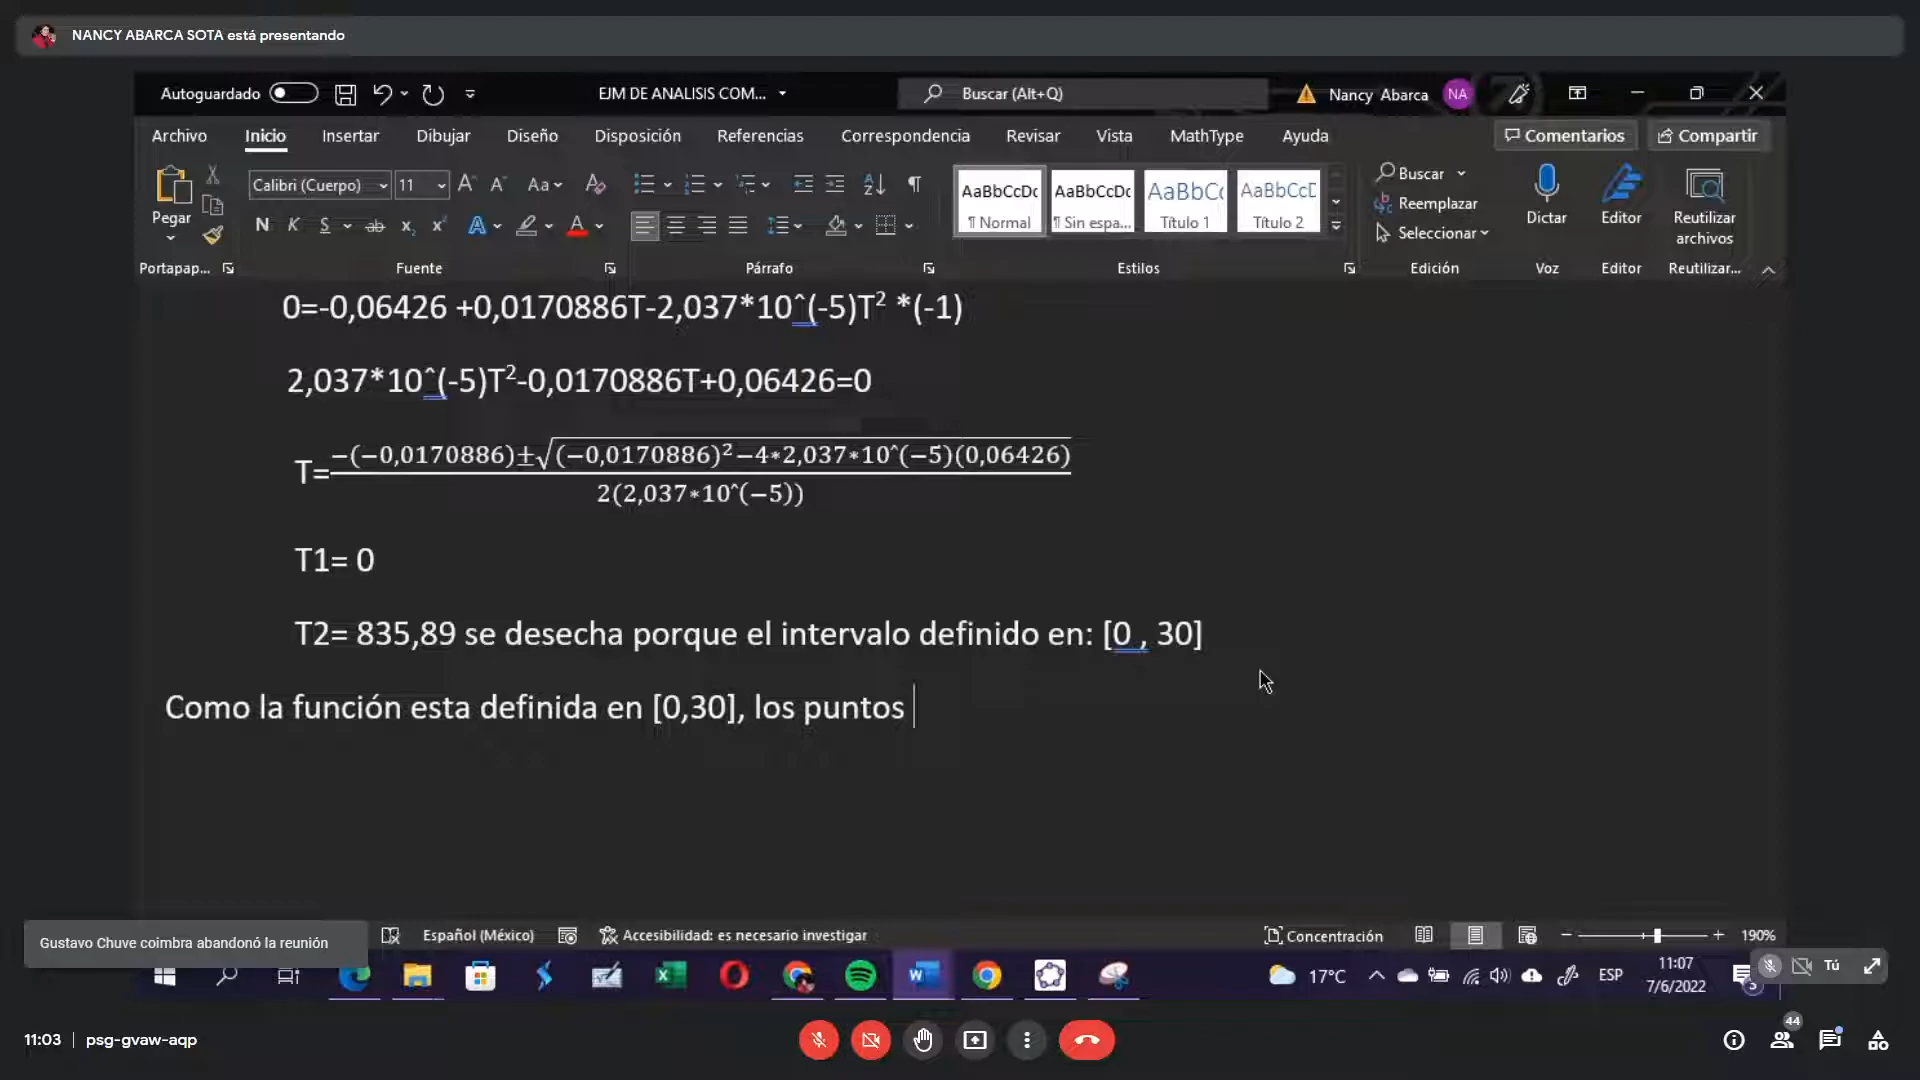 NANCY ABARCA SOTA está presentando
Autoguardado
EJM DE ANALISIS COM...
Buscar (Alt+Q)
Nancy Abarca
NA
Archivo Inicio Insertar Dibujar Diseño Disposición Referencias Correspondencia Revisar Vista MathType Ayuda
Comentarios Compartir
Pegar
Calibri (Cuerpo) 11
Aa
N K S ab x₂ x² A A
AaBbCcDc AaBbCcDc AaBbCc AaBbCcD
¶ Normal ¶ Sin espa... Título 1 Título 2
Buscar
Reemplazar
Seleccionar
Dictar
Editor
Reutilizar archivos
Portapap... Fuente Párrafo Estilos Edición Voz Editor Reutilizar...
0=-0,06426 +0,0170886T-2,037*10^(-5)T² *(-1)
2,037*10^(-5)T²-0,0170886T+0,06426=0
T=−(−0,0170886)±√(−0,0170886)²−4*2,037*10^(−5)(0,06426)
2(2,037*10^(−5))
T1= 0
T2= 835,89 se desecha porque el intervalo definido en: [0 , 30]
Como la función esta definida en [0,30], los puntos
Gustavo Chuve coimbra abandonó la reunión
Español (México)
Accesibilidad: es necesario investigar
Concentración
190%
17°C
ESP
11:07
7/6/2022
Tú
11:03 | psg-gvaw-aqp
44